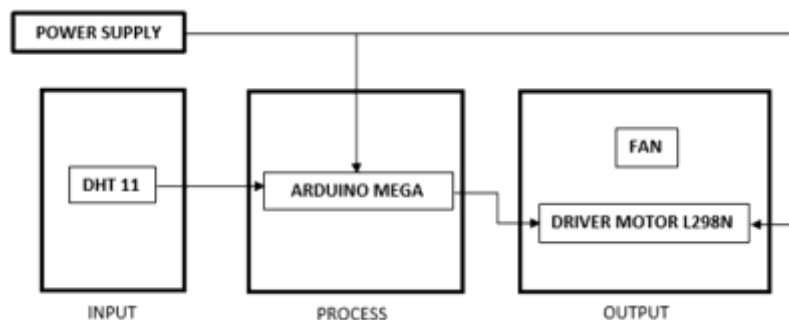 POWER SUPPLY
DHT 11
ARDUINO MEGA
FAN
DRIVER MOTOR L298N
INPUT
PROCESS
OUTPUT